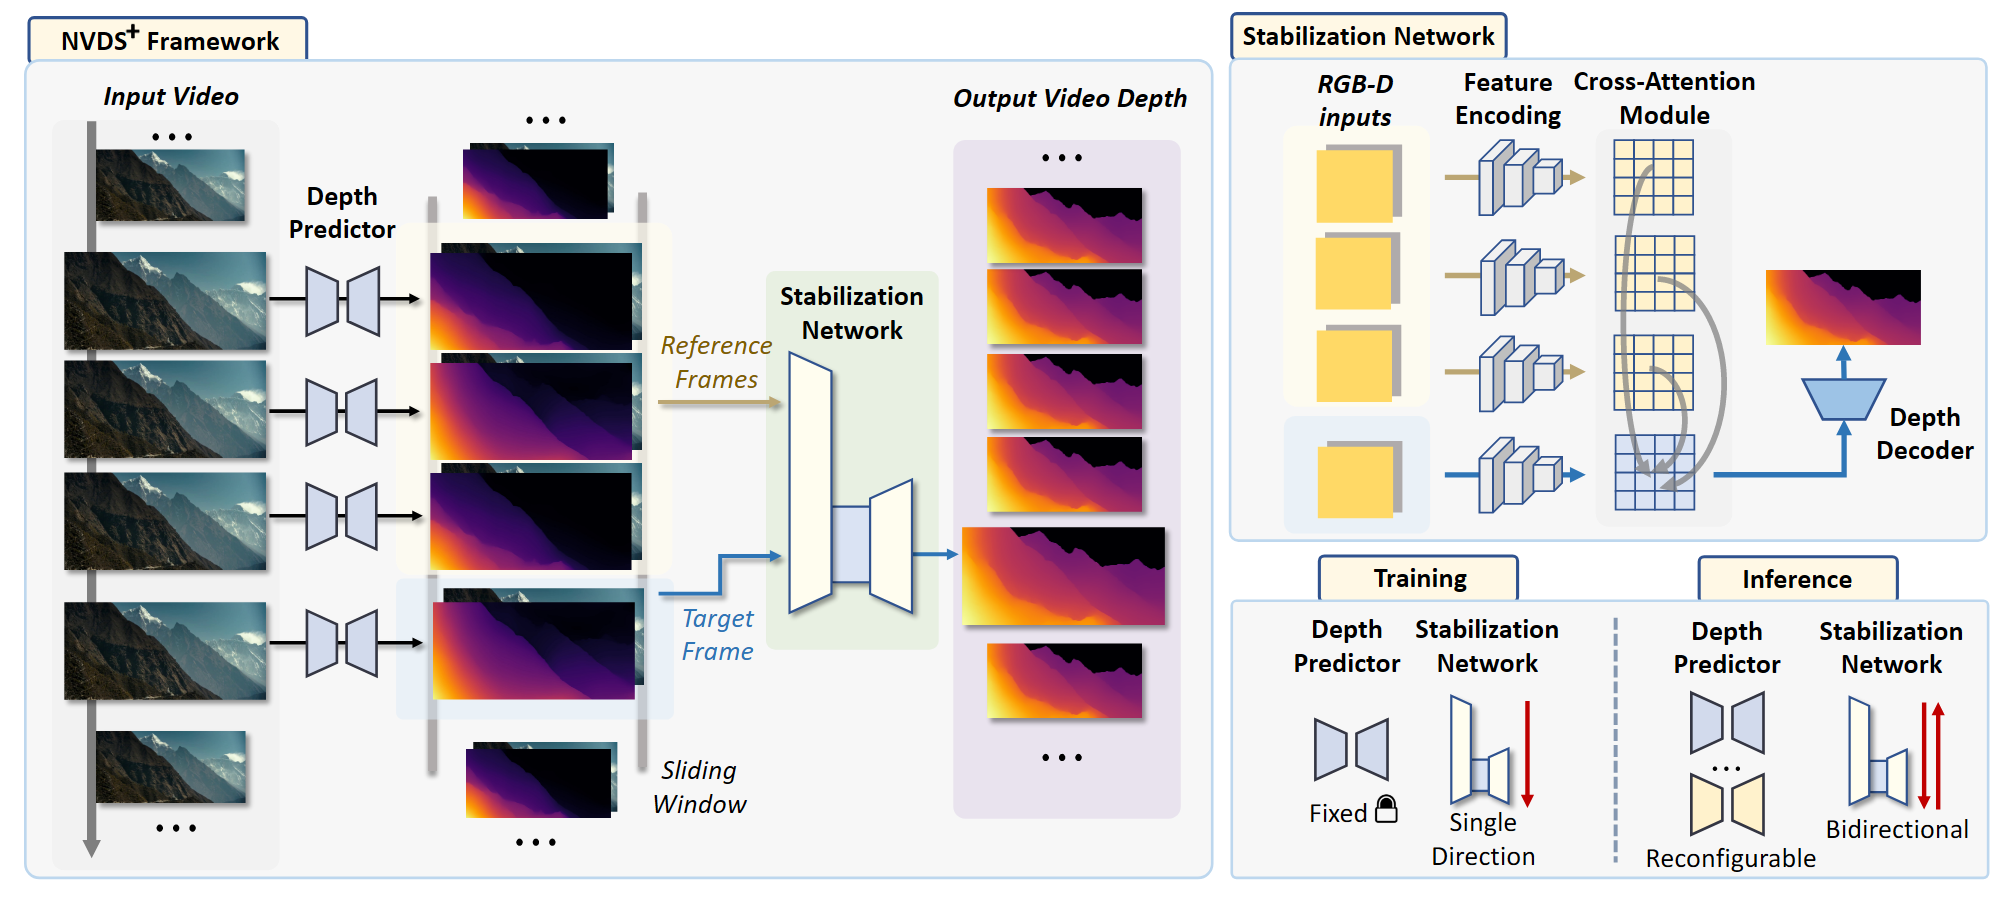 NVDS+ Framework
Input Video
Depth
Predictor
Reference
Frames
Target
Frame
Sliding
Window
Stabilization
Network
Output Video Depth
Stabilization Network
RGB-D
inputs
Feature
Encoding
Cross-Attention
Module
Depth
Decoder
Training
Depth
Predictor
Stabilization
Network
Fixed
Single
Direction
Inference
Depth
Predictor
Stabilization
Network
Reconfigurable
Bidirectional